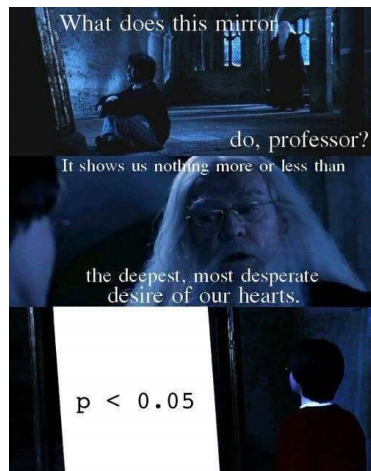 What does this mirror
do, professor?
It shows us nothing more or less than
the deepest, most desperate
desire of our hearts.
p < 0.05